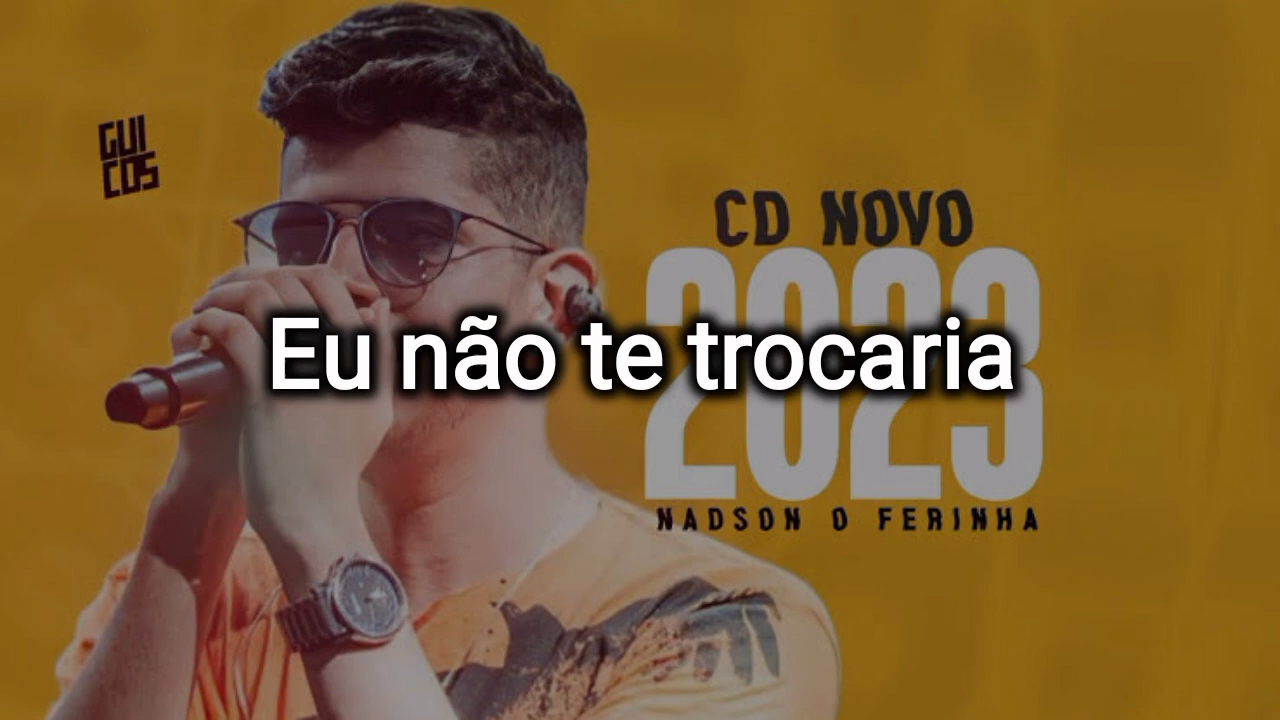 GUI
COS
CD NOVO
2023
Eu não te trocaria
NADSON O FERINHA